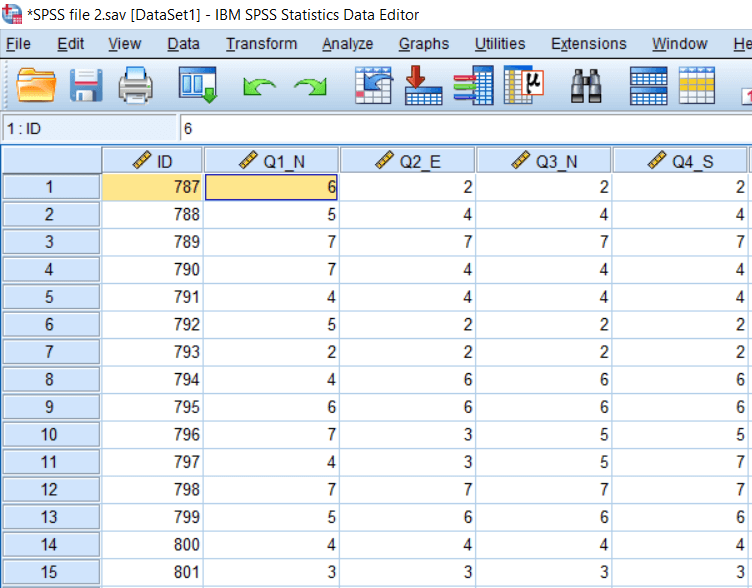 *SPSS file 2.sav [DataSet1] - IBM SPSS Statistics Data Editor
File Edit View Data Transform Analyze Graphs Utilities Extensions Window He
μ 1
1 : ID 6
ID Q1_N Q2_E Q3_N Q4_S
1 787 6 2 2 2
2 788 5 4 4 4
3 789 7 7 7 7
4 790 7 4 4 4
5 791 4 4 4 4
6 792 5 2 2 2
7 793 2 2 2 2
8 794 4 6 6 6
9 795 6 6 6 6
10 796 7 3 5 5
11 797 4 3 5 7
12 798 7 7 7 7
13 799 5 6 6 6
14 800 4 4 4 4
15 801 3 3 3 3